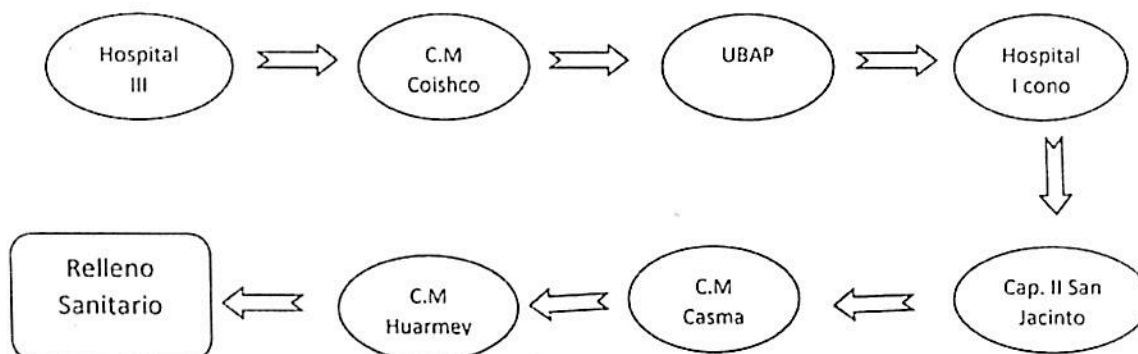 Hospital
III
C.M
Coishco
UBAP
Hospital
I cono
Cap. II San
Jacinto
C.M
Casma
C.M
Huarmey
Relleno
Sanitario